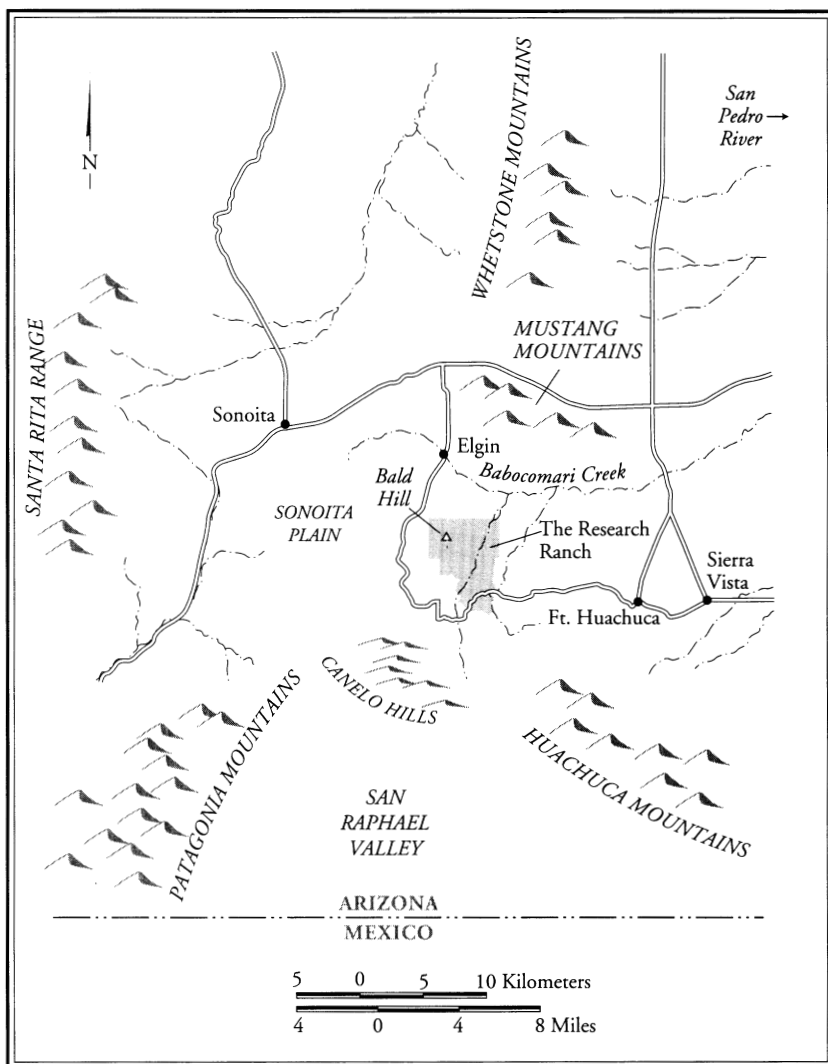 San
Pedro →
River
N
WHETSTONE MOUNTAINS
SANTA RITA RANGE
MUSTANG
MOUNTAINS
Sonoita
Elgin
Bald
Hill
Babocomari Creek
SONOITA
PLAIN
The Research
Ranch
Sierra
Vista
Ft. Huachuca
CANELO HILLS
PATAGONIA MOUNTAINS
HUACHUCA MOUNTAINS
SAN
RAPHAEL
VALLEY
ARIZONA
MEXICO
5 0 5 10 Kilometers
4 0 4 8 Miles